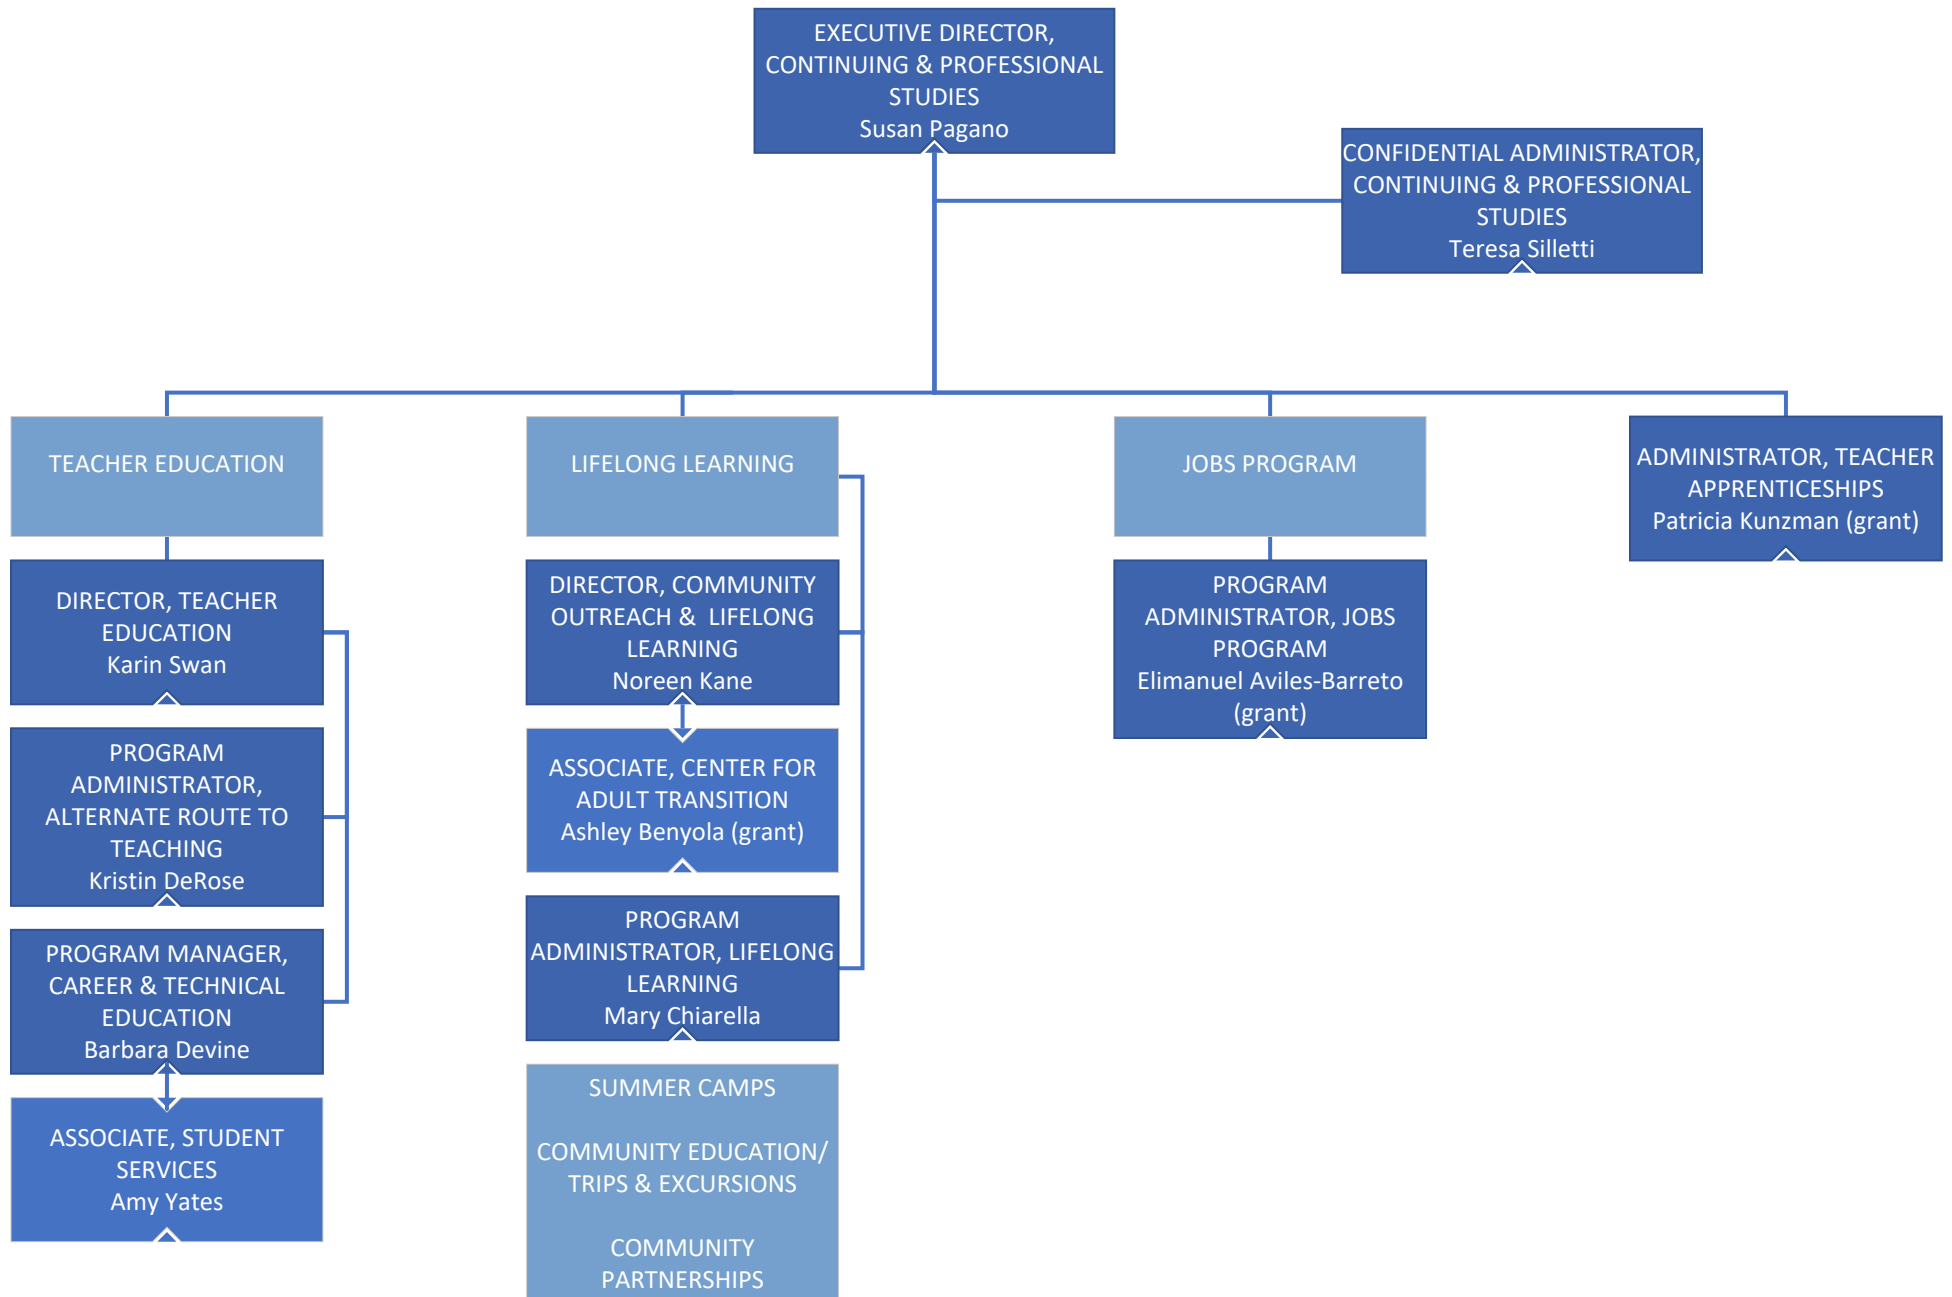 EXECUTIVE DIRECTOR,
CONTINUING & PROFESSIONAL
STUDIES
Susan Pagano
CONFIDENTIAL ADMINISTRATOR,
CONTINUING & PROFESSIONAL
STUDIES
Teresa Silletti
TEACHER EDUCATION
DIRECTOR, TEACHER
EDUCATION
Karin Swan
PROGRAM
ADMINISTRATOR,
ALTERNATE ROUTE TO
TEACHING
Kristin DeRose
PROGRAM MANAGER,
CAREER & TECHNICAL
EDUCATION
Barbara Devine
ASSOCIATE, STUDENT
SERVICES
Amy Yates
LIFELONG LEARNING
DIRECTOR, COMMUNITY
OUTREACH & LIFELONG
LEARNING
Noreen Kane
ASSOCIATE, CENTER FOR
ADULT TRANSITION
Ashley Benyola (grant)
PROGRAM
ADMINISTRATOR, LIFELONG
LEARNING
Mary Chiarella
SUMMER CAMPS
COMMUNITY EDUCATION/
TRIPS & EXCURSIONS
COMMUNITY
PARTNERSHIPS
JOBS PROGRAM
PROGRAM
ADMINISTRATOR, JOBS
PROGRAM
Elimanuel Aviles-Barreto
(grant)
ADMINISTRATOR, TEACHER
APPRENTICESHIPS
Patricia Kunzman (grant)